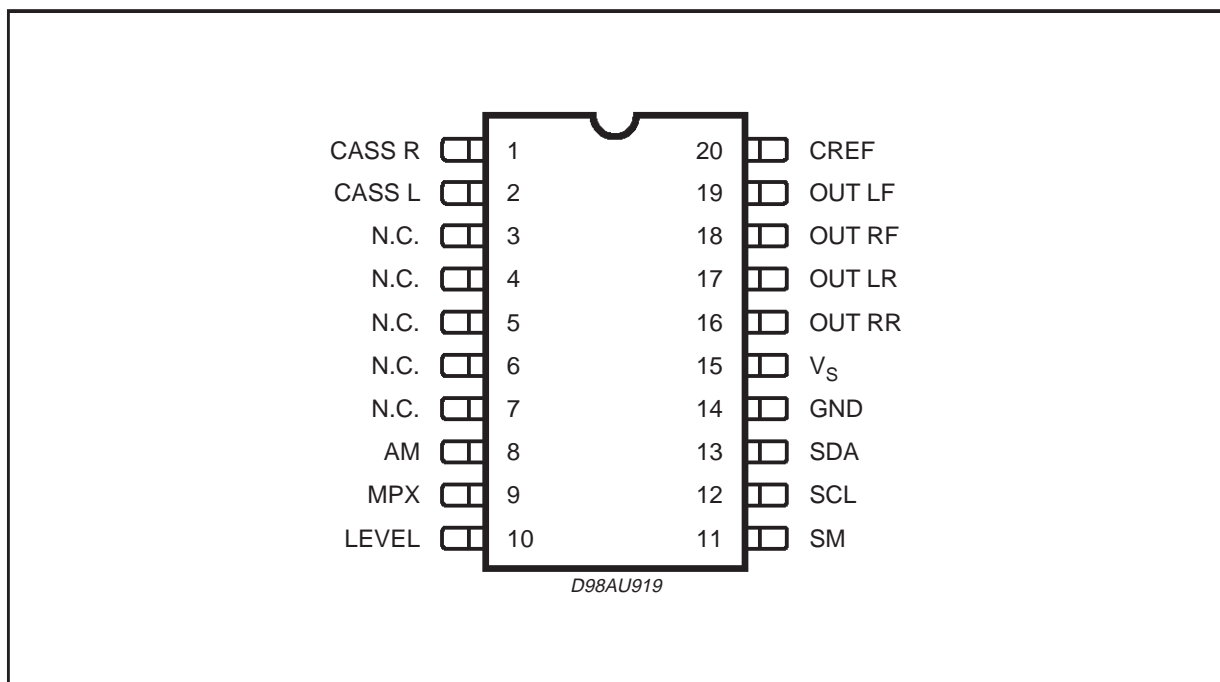 CASS R 1 20 CREF
CASS L 2 19 OUT LF
N.C. 3 18 OUT RF
N.C. 4 17 OUT LR
N.C. 5 16 OUT RR
N.C. 6 15 VS
N.C. 7 14 GND
AM 8 13 SDA
MPX 9 12 SCL
LEVEL 10 11 SM
D98AU919